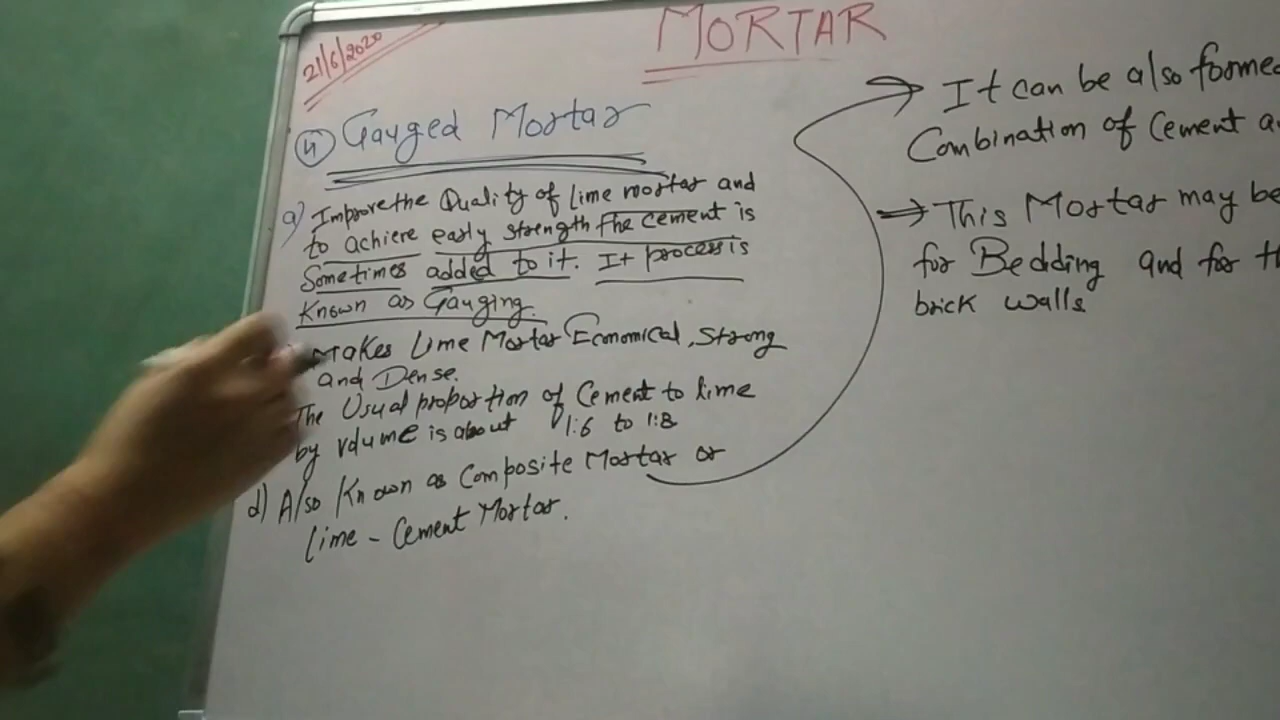 21/6/2020
MORTAR
4 Gauged Mortar
a) Improve the Quality of Lime mortar and
to achieve early strength the cement is
Sometimes added to it. It process is
Known as Gauging.
Makes Lime Mortar Economical, Strong
and Dense.
The Usual proportion of Cement to lime
by volume is about 1:6 to 1:8
d) Also Known as Composite Mortar or
lime - Cement Mortar.
→ It can be also formed
Combination of Cement
→ This Mortar may be
for Bedding and for
brick walls